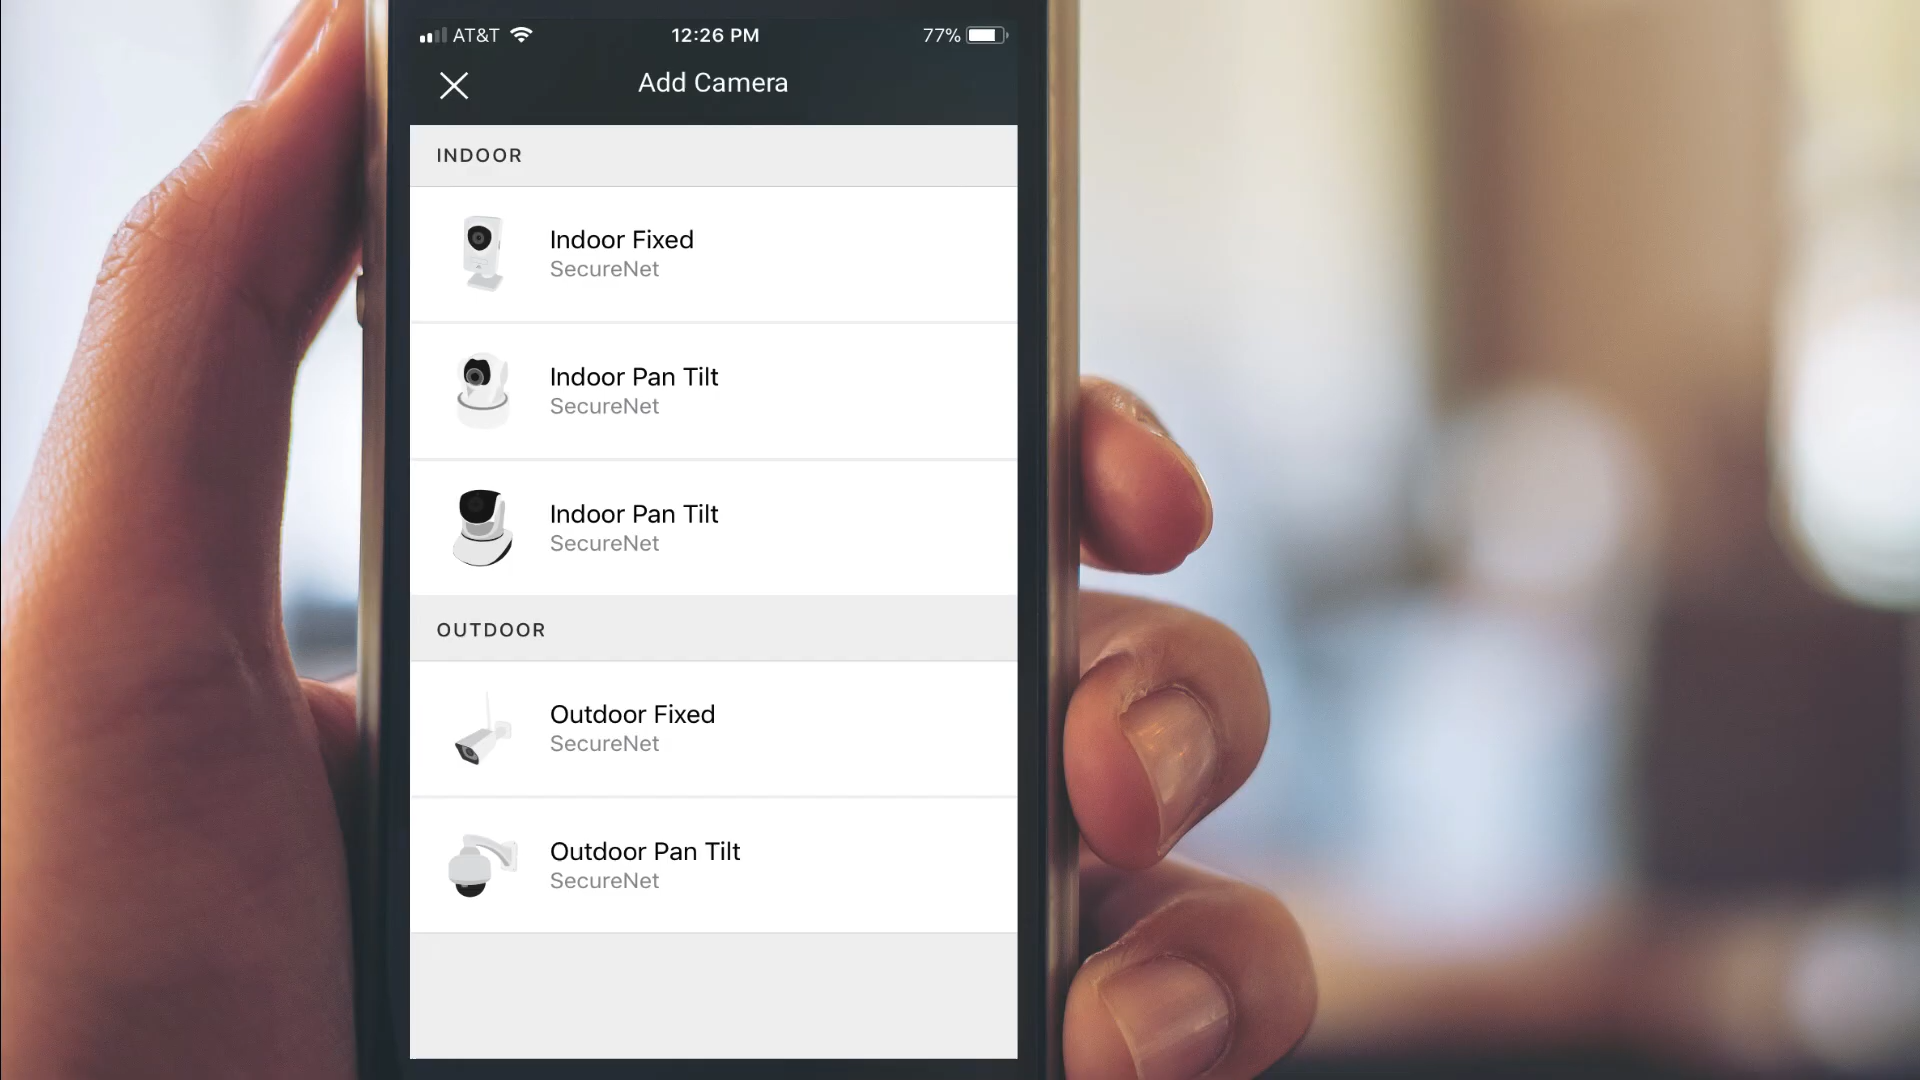 AT&T 12:26 PM 77%
Add Camera
INDOOR
Indoor Fixed
SecureNet
Indoor Pan Tilt
SecureNet
Indoor Pan Tilt
SecureNet
OUTDOOR
Outdoor Fixed
SecureNet
Outdoor Pan Tilt
SecureNet